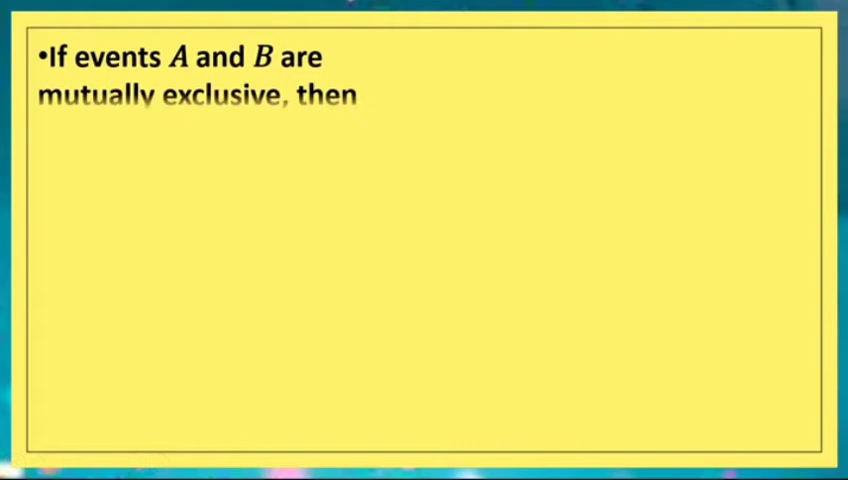 •If events A and B are
mutually exclusive, then